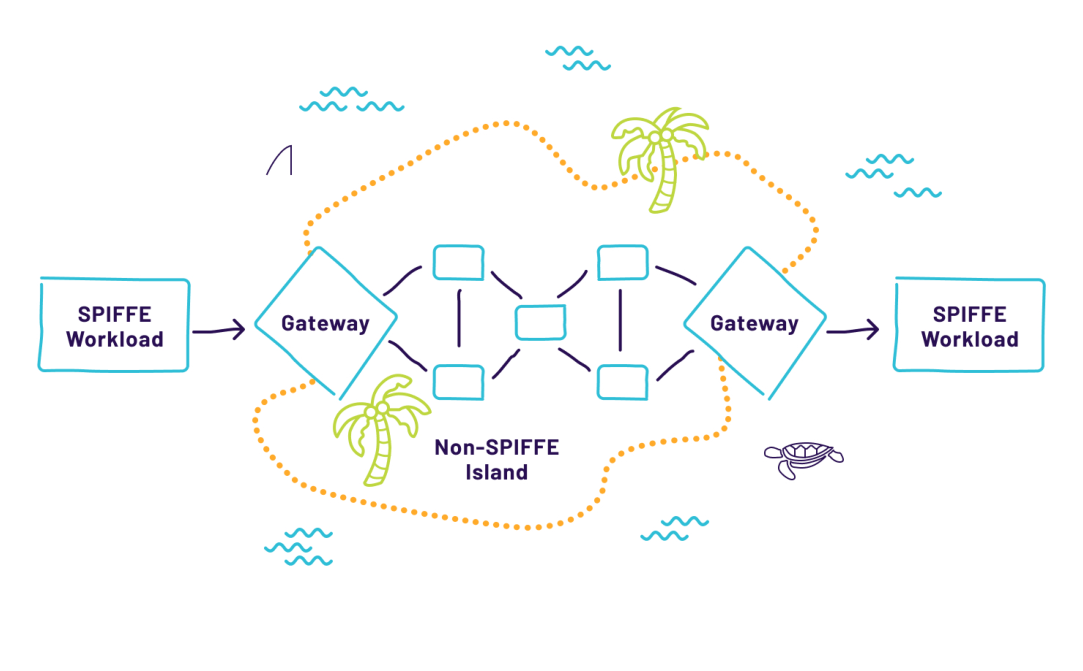 SPIFFE
Workload
Gateway
Gateway
SPIFFE
Workload
Non-SPIFFE
Island